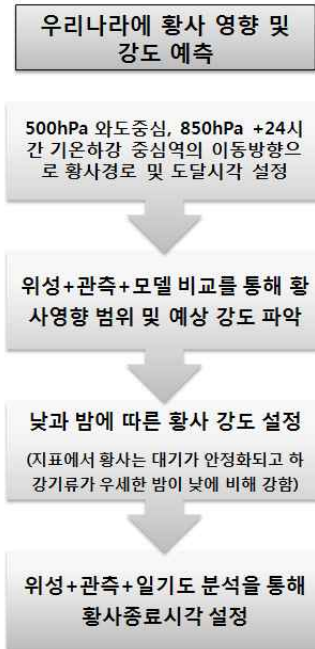 우리나라에 황사 영향 및
강도 예측
500hPa 와도중심, 850hPa +24시
간 기온하강 중심역의 이동방향으
로 황사경로 및 도달시각 설정
위성+관측+모델 비교를 통해 황
사영향 범위 및 예상 강도 파악
낮과 밤에 따른 황사 강도 설정
(지표에서 황사는 대기가 안정화되고 하
강기류가 우세한 밤이 낮에 비해 강함)
위성+관측+일기도 분석을 통해
황사종료시각 설정